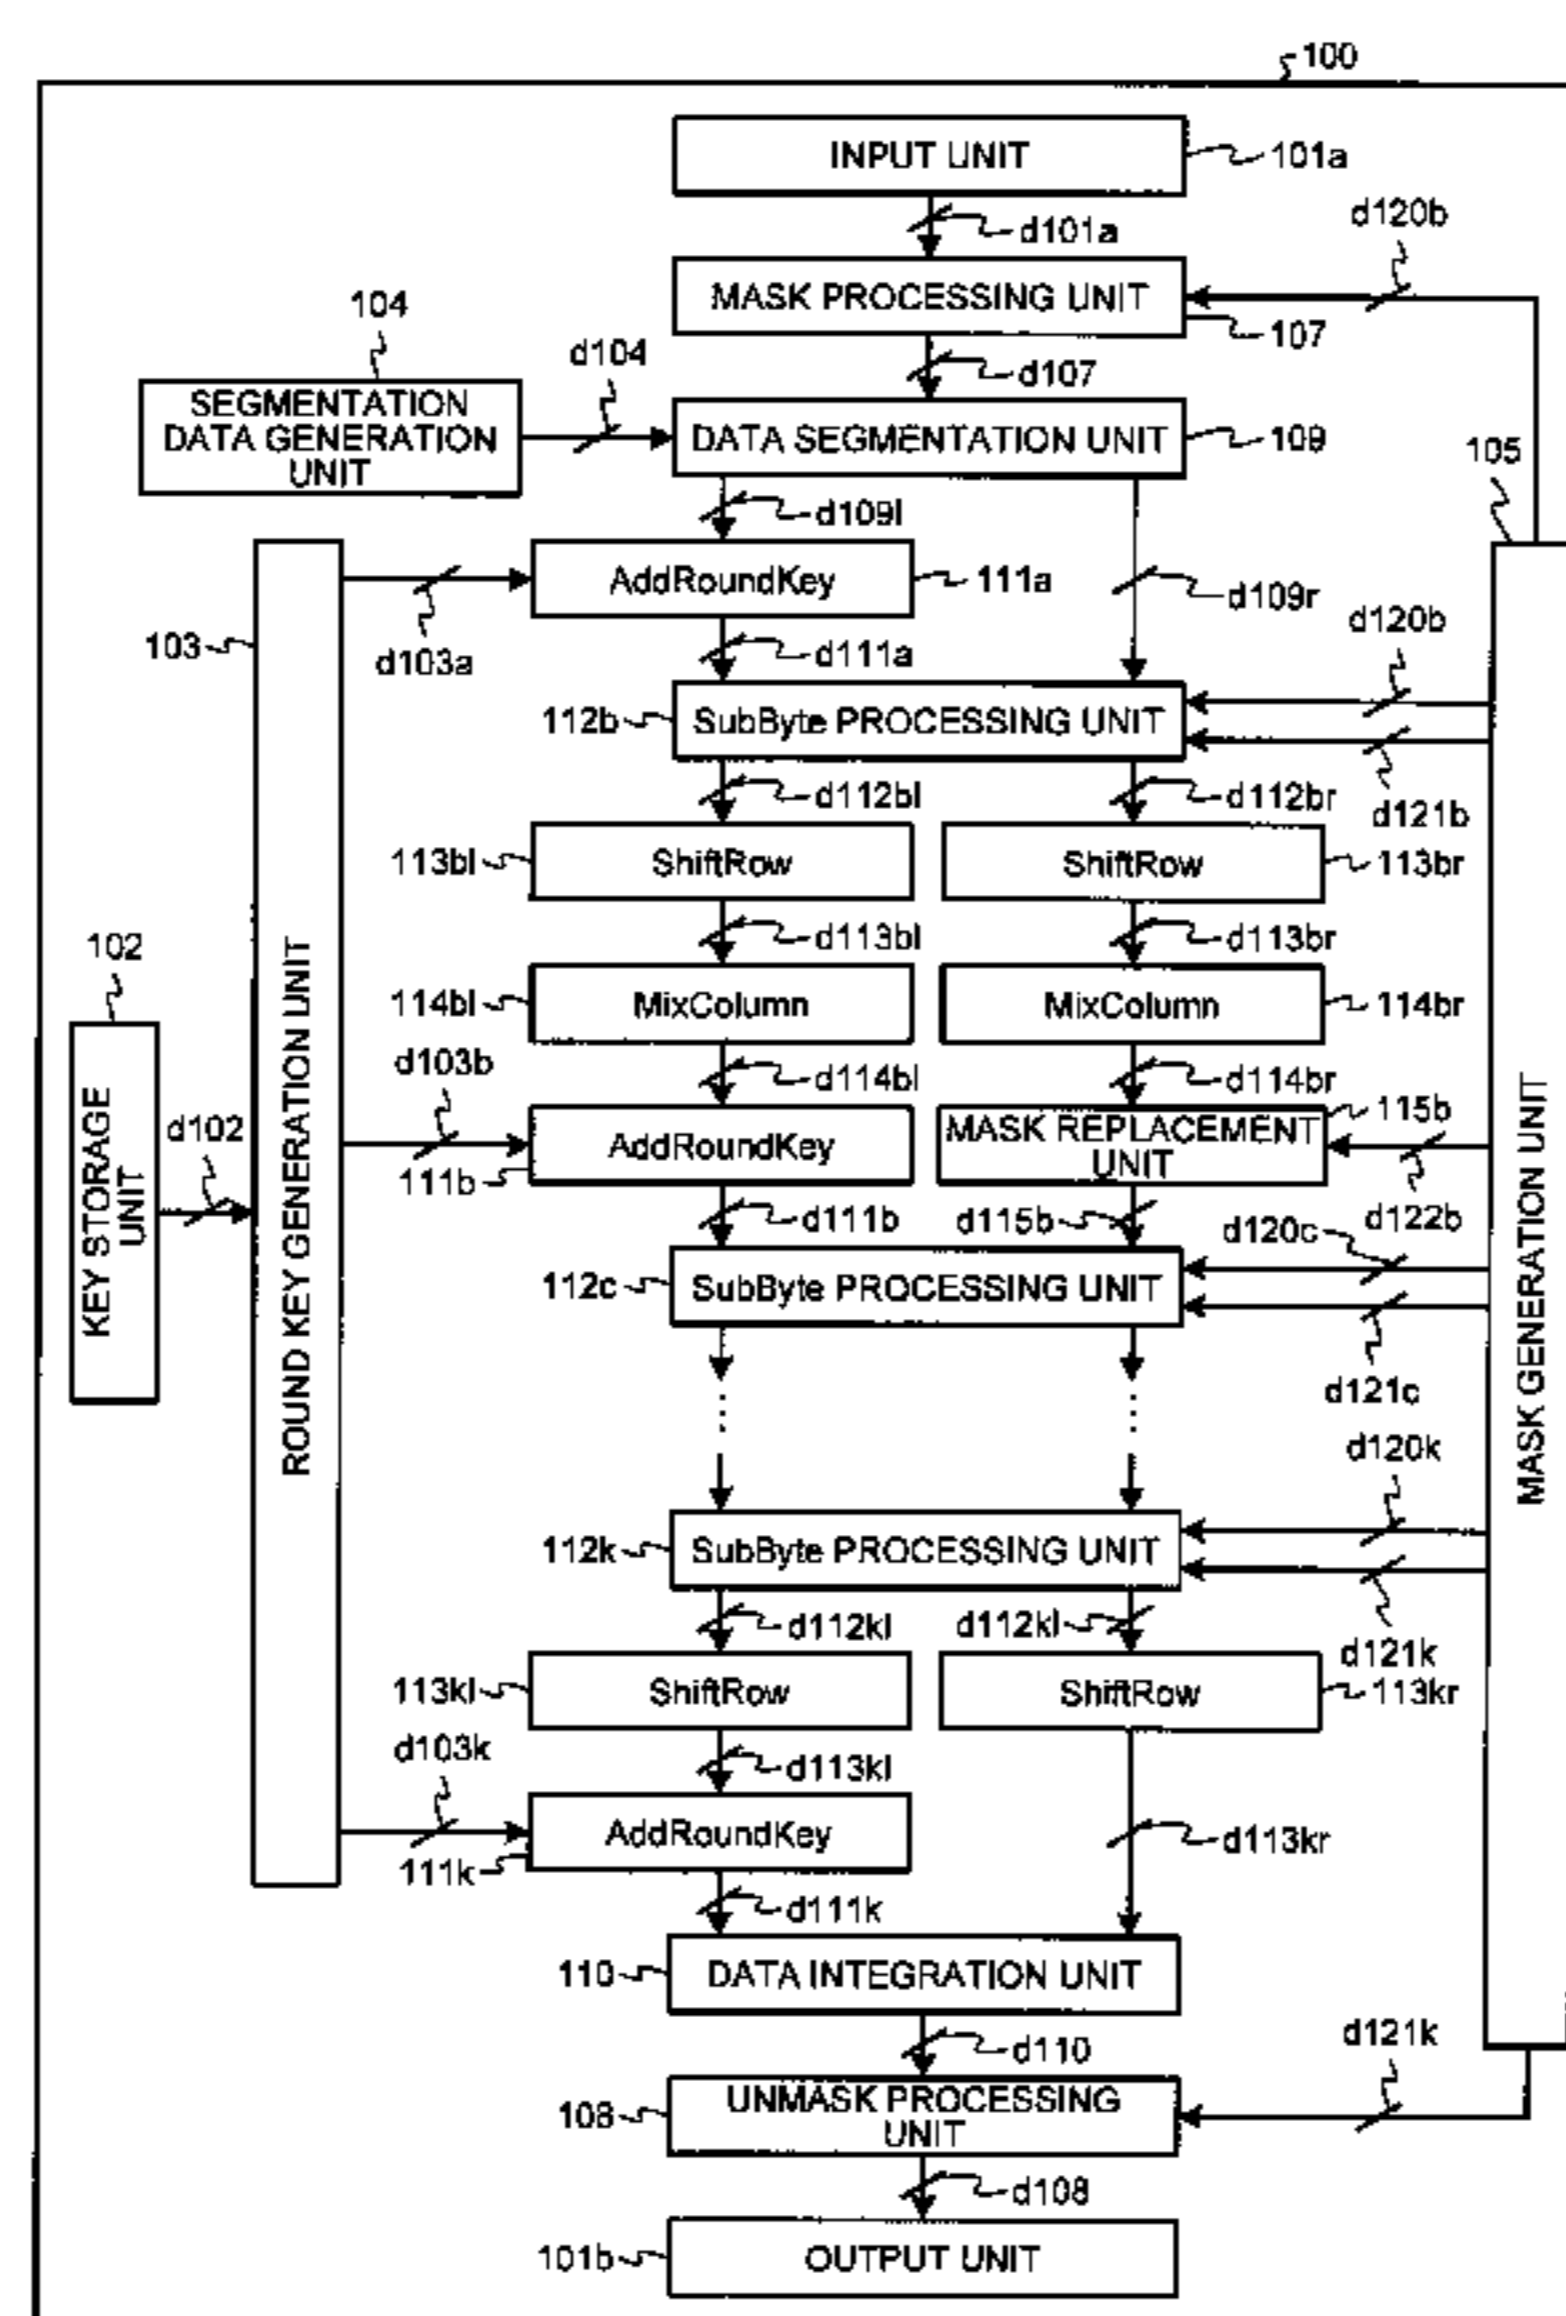 100
INPUT UNIT
101a
d101a
d120b
MASK PROCESSING UNIT
107
104
d104
d107
SEGMENTATION
DATA GENERATION
UNIT
DATA SEGMENTATION UNIT
109
105
d109l
AddRoundKey
111a
d109r
103
d103a
d111a
d120b
112b
SubByte PROCESSING UNIT
d112bl
d112br
d121b
113bl
ShiftRow
ShiftRow
113br
102
d113bl
d113br
114bl
MixColumn
MixColumn
114br
d103b
d114bl
d114br
115b
KEY STORAGE
UNIT
d102
ROUND KEY GENERATION UNIT
111b
AddRoundKey
MASK REPLACEMENT
UNIT
MASK GENERATION UNIT
d111b
d115b
d120c
d122b
112c
SubByte PROCESSING UNIT
d121c
d120k
112k
SubByte PROCESSING UNIT
d112kl
d112kl
d121k
113kl
ShiftRow
ShiftRow
113kr
d103k
d113kl
111k
AddRoundKey
d113kr
d111k
110
DATA INTEGRATION UNIT
d110
d121k
108
UNMASK PROCESSING
UNIT
d108
101b
OUTPUT UNIT